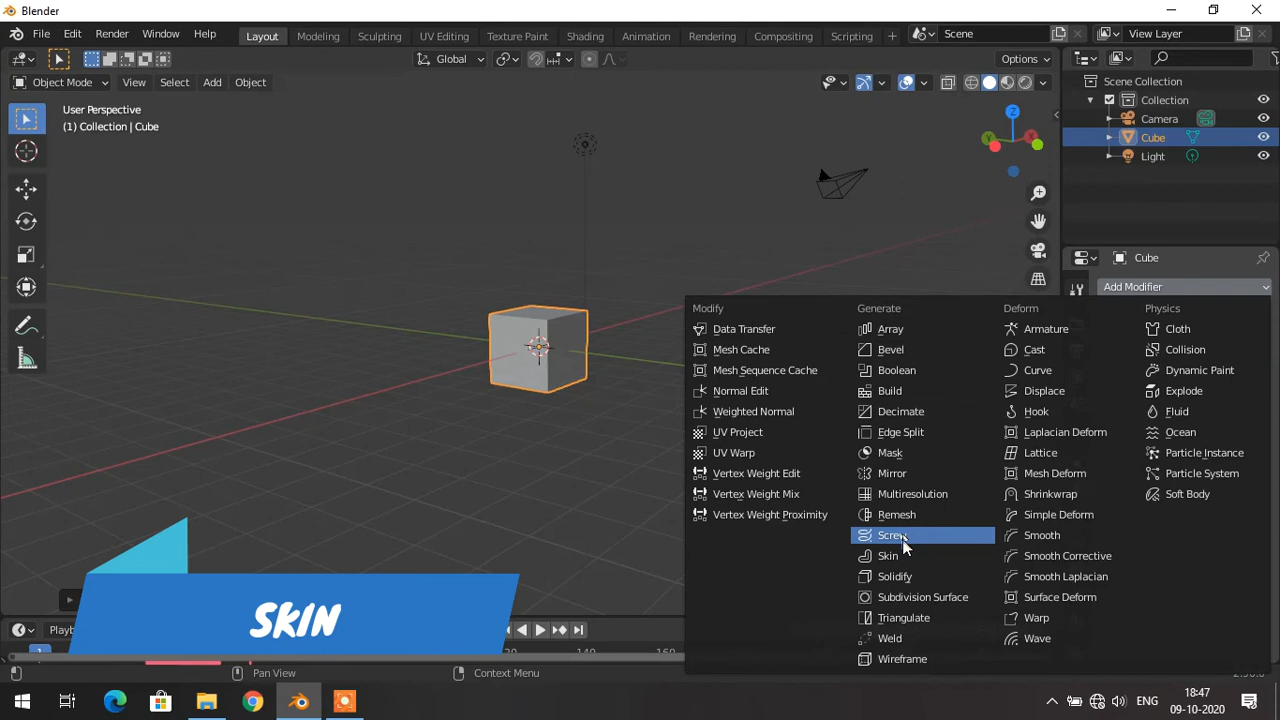 Blender
File Edit Render Window Help
Layout Modeling Sculpting UV Editing Texture Paint Shading Animation Rendering Compositing Scripting
Scene
View Layer
Global
Options
Object Mode View Select Add Object
User Perspective
(1) Collection | Cube
Scene Collection
Collection
Camera
Cube
Light
Cube
Add Modifier
Modify
Data Transfer
Mesh Cache
Mesh Sequence Cache
Normal Edit
Weighted Normal
UV Project
UV Warp
Vertex Weight Edit
Vertex Weight Mix
Vertex Weight Proximity
Generate
Array
Bevel
Boolean
Build
Decimate
Edge Split
Mask
Mirror
Multiresolution
Remesh
Screw
Skin
Solidify
Subdivision Surface
Triangulate
Weld
Wireframe
Deform
Armature
Cast
Curve
Displace
Hook
Laplacian Deform
Lattice
Mesh Deform
Shrinkwrap
Simple Deform
Smooth
Smooth Corrective
Smooth Laplacian
Surface Deform
Warp
Wave
Physics
Cloth
Collision
Dynamic Paint
Explode
Fluid
Ocean
Particle Instance
Particle System
Soft Body
SKIN
140
Pan View
Context Menu
ENG
18:47
09-10-2020